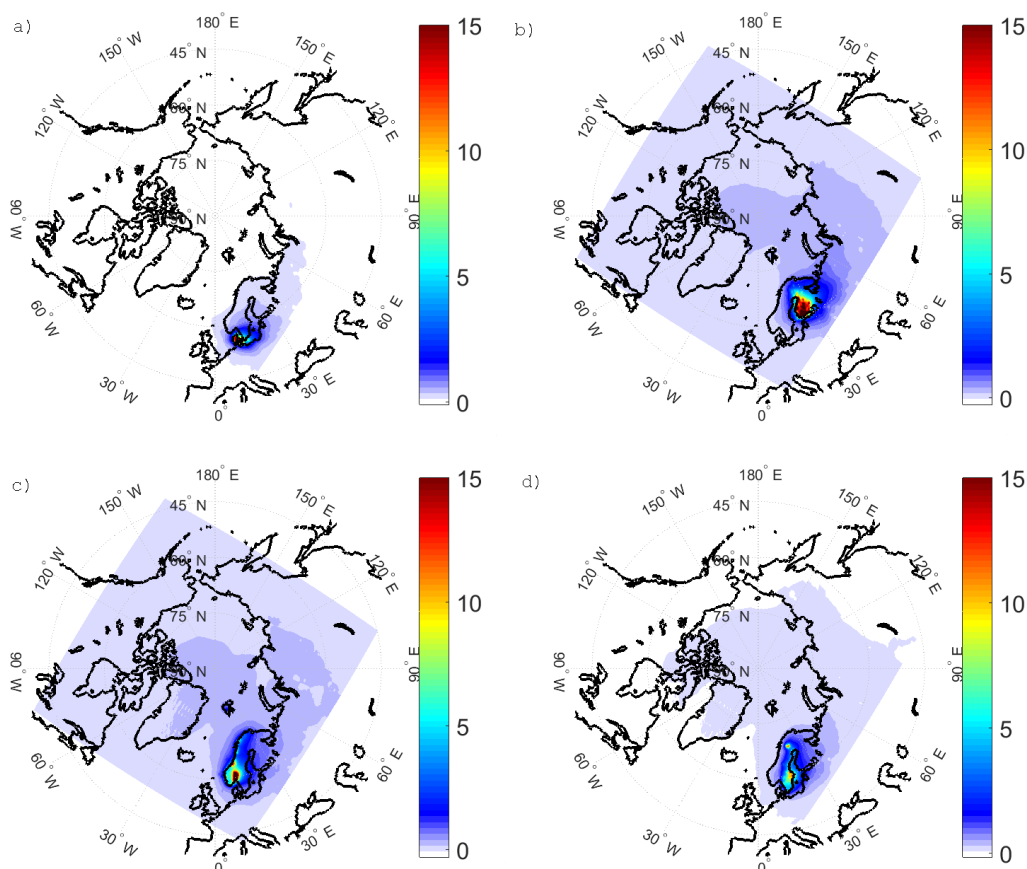 a)
180° E
150° W
45° N
150° E
120° W
60° N
120° E
75° N
90° W
90° E
60° W
60° E
30° W
30° E
0°
15
10
5
0
b)
180° E
150° W
45° N
150° E
120° W
60° N
120° E
75° N
90° W
90° E
60° W
60° E
30° W
30° E
0°
15
10
5
0
c)
180° E
150° W
45° N
150° E
120° W
60° N
120° E
75° N
90° W
90° E
60° W
60° E
30° W
30° E
0°
15
10
5
0
d)
180° E
150° W
45° N
150° E
120° W
60° N
120° E
75° N
90° W
90° E
60° W
60° E
30° W
30° E
0°
15
10
5
0